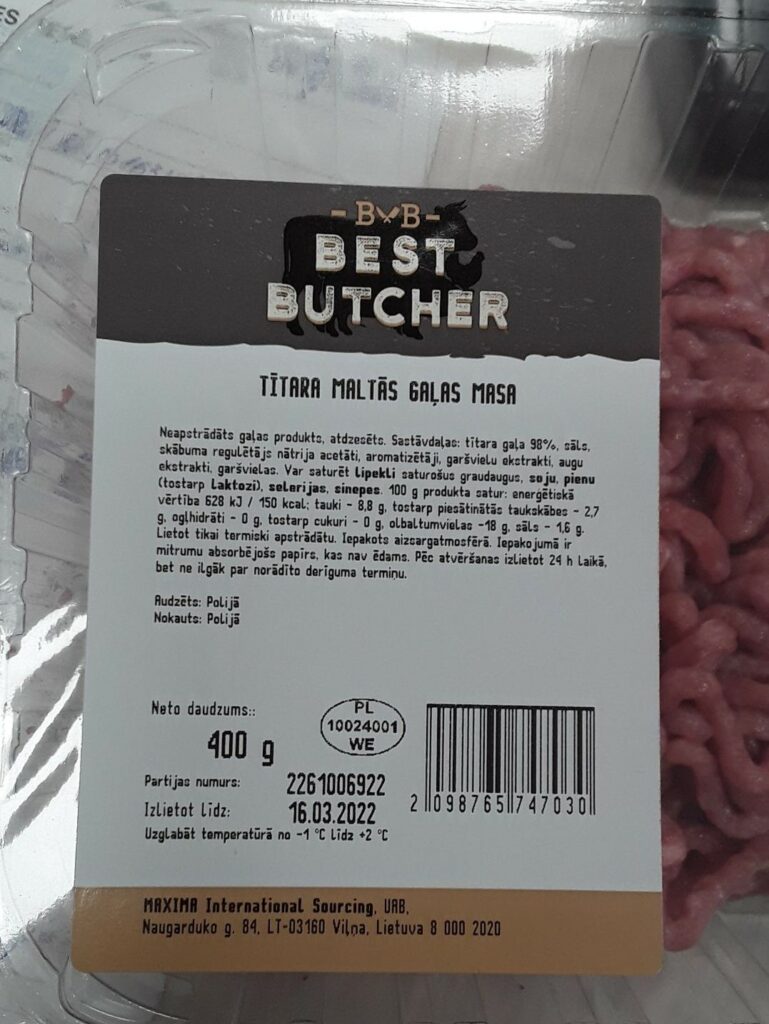 ES
B B
BEST
BUTCHER
TĪTARA MALTĀS GAĻAS MASA
Neapstrādāts gaļas produkts, atdzesēts. Sastāvdaļas: tītara gaļa 98%, sāls,
skābuma regulētājs nātrija acetāti, aromatizētāji, garšvielu ekstrakti, augu
ekstrakti, garšvielas. Var saturēt lipekli saturošus graudaugus, soju, pienu
(tostarp laktozi), selerijas, sinepes. 100 g produkta satur: enerģētiskā
vērtība 628 kJ / 150 kcal; tauki - 8,8 g, tostarp piesātinātās taukskābes - 2,7
g, ogļhidrāti - 0 g, tostarp cukuri - 0 g, olbaltumvielas -18 g, sāls - 1,6 g.
Lietot tikai termiski apstrādātu. Iepakots aizsargatmosfērā. Iepakojumā ir
mitrumu absorbējošs papīrs, kas nav ēdams. Pēc atvēršanas izlietot 24 h laikā,
bet ne ilgāk par norādīto derīguma termiņu.
Audzēts: Polijā
Nokauts: Polijā
Neto daudzums::
400 g
PL
10024001
WE
Partijas numurs: 2261006922
Izlietot līdz: 16.03.2022
Uzglabāt temperatūrā no -1 °C līdz +2 °C
2 098765 747030
MAXIMA International Sourcing, UAB,
Naugarduko g. 84, LT-03160 Viļņa, Lietuva 8 000 2020